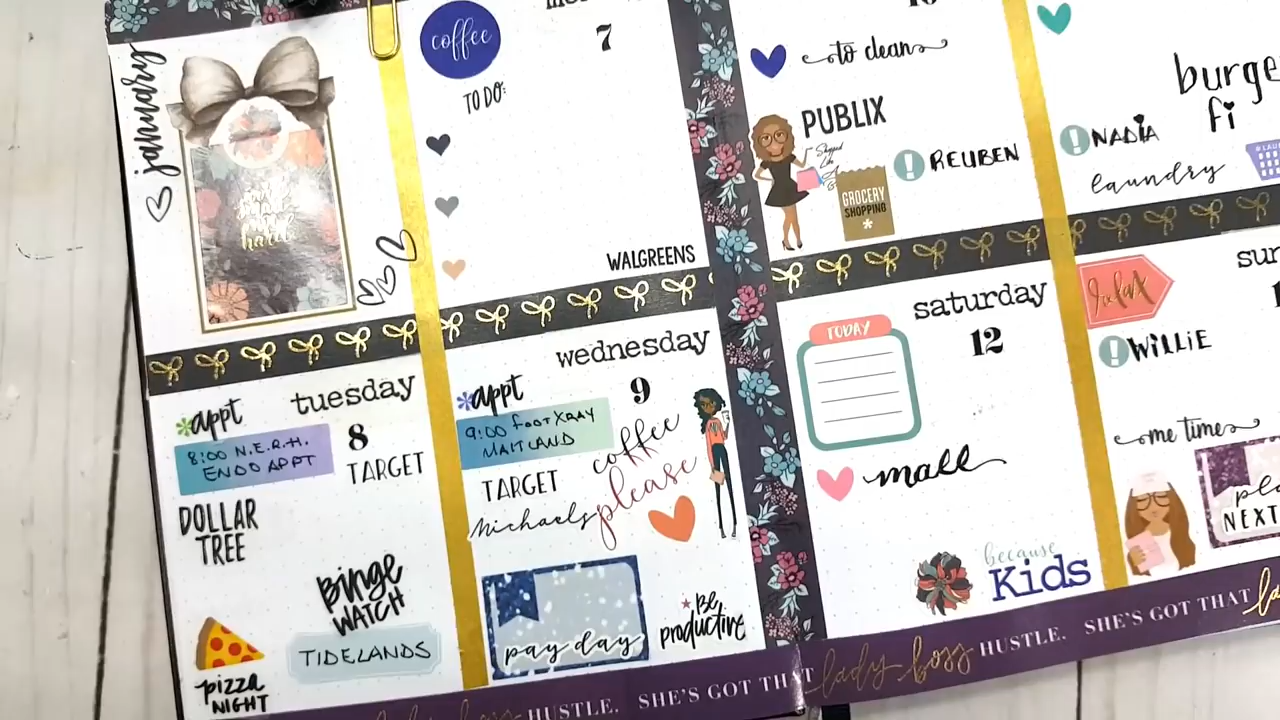 january
coffee
7
TO DO:
WALGREENS
to clean
PUBLIX
GROCERY
SHOPPING
REUBEN
burge
fi
NADIA
laundry
tuesday
8
appt
8:00 N.E.R.H.
ENDO APPT
TARGET
DOLLAR
TREE
BINGE
WATCH
TIDELANDS
pizza
NIGHT
wednesday
9
appt
9:00 FOOT XRAY
MAITLAND
TARGET
Michaels
coffee
please
pay day
BE
productive
saturday
12
TODAY
mall
because
Kids
sur
relax
WILLIE
me time
NEXT
lady boss HUSTLE. SHE'S GOT THAT lady boss HUSTLE. SHE'S GOT THAT